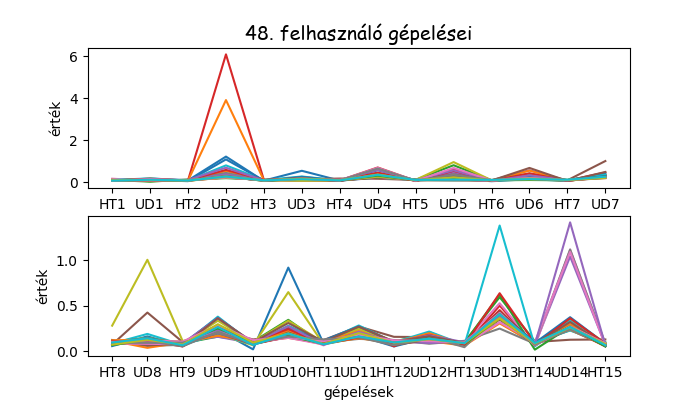 48. felhasználó gépelései
6
4
2
0
érték
HT1 UD1 HT2 UD2 HT3 UD3 HT4 UD4 HT5 UD5 HT6 UD6 HT7 UD7
1.0
0.5
0.0
érték
HT8 UD8 HT9 UD9 HT10 UD10 HT11 UD11 HT12 UD12 HT13 UD13 HT14 UD14 HT15
gépelések